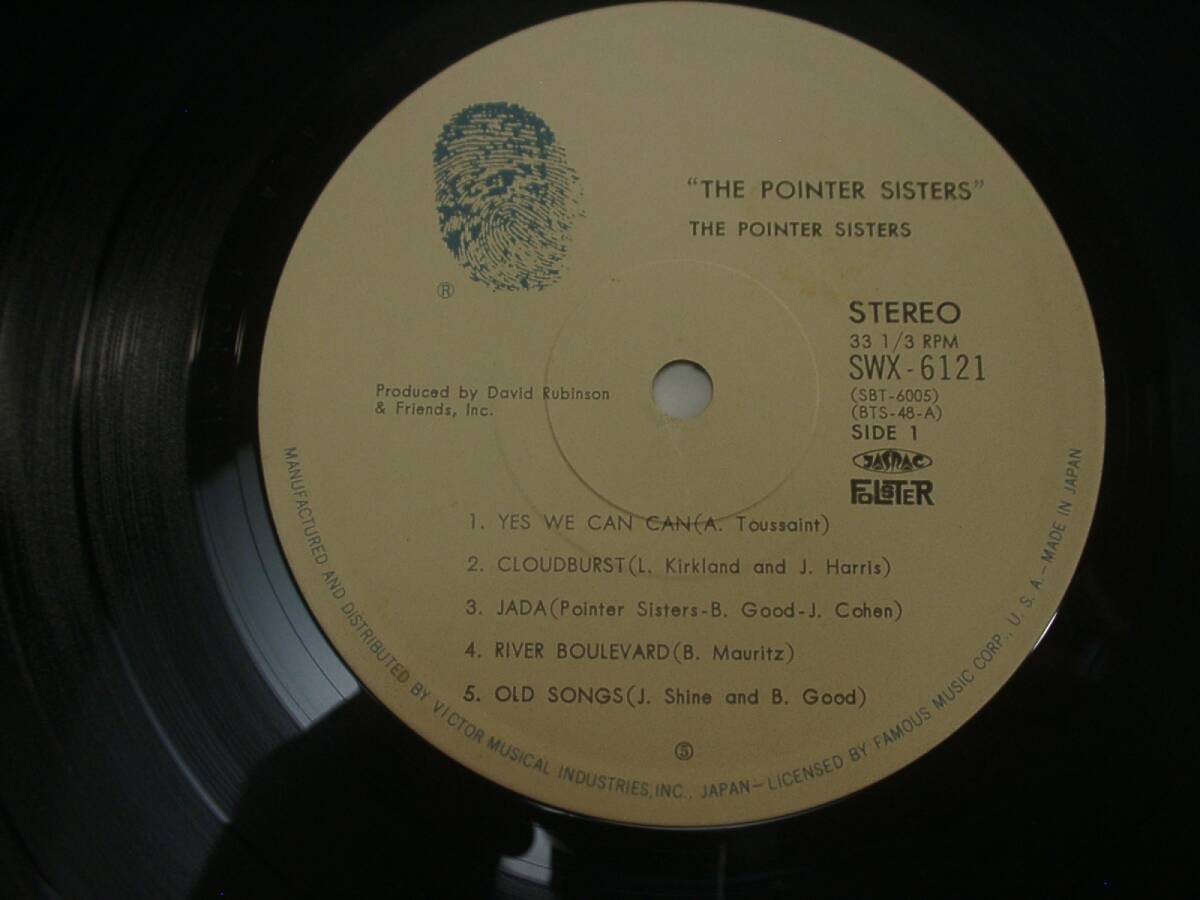 “THE POINTER SISTERS”
THE POINTER SISTERS
®
STEREO
33 1/3 RPM
SWX-6121
(SBT-6005)
(BTS-48-A)
SIDE 1
JASRAC
FOLSTER
Produced by David Rubinson
& Friends, Inc.
1. YES WE CAN CAN(A. Toussaint)
2. CLOUDBURST(L. Kirkland and J. Harris)
3. JADA(Pointer Sisters-B. Good-J. Cohen)
4. RIVER BOULEVARD(B. Mauritz)
5. OLD SONGS(J. Shine and B. Good)
⑤
MANUFACTURED AND DISTRIBUTED BY VICTOR MUSICAL INDUSTRIES, INC., JAPAN—LICENSED BY FAMOUS MUSIC CORP., U. S. A.—MADE IN JAPAN